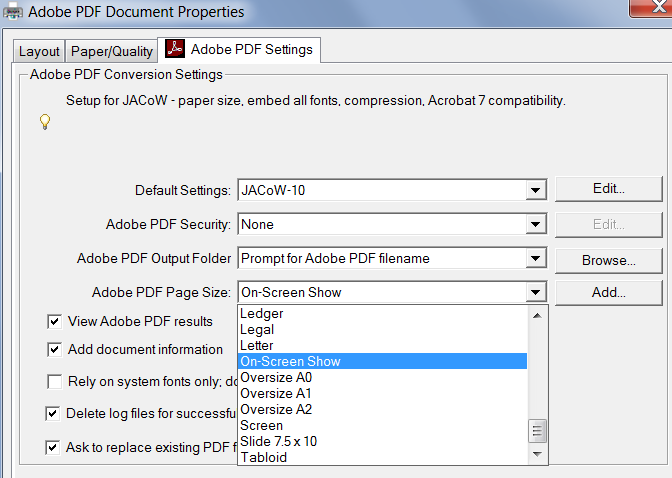 Adobe PDF Document Properties
Layout Paper/Quality Adobe PDF Settings
Adobe PDF Conversion Settings
Setup for JACoW - paper size, embed all fonts, compression, Acrobat 7 compatibility.
Default Settings: JACoW-10 Edit...
Adobe PDF Security: None Edit...
Adobe PDF Output Folder Prompt for Adobe PDF filename Browse...
Adobe PDF Page Size: On-Screen Show Add...
View Adobe PDF results
Add document information
Rely on system fonts only; do
Delete log files for successfu
Ask to replace existing PDF f
Ledger
Legal
Letter
On-Screen Show
Oversize A0
Oversize A1
Oversize A2
Screen
Slide 7.5 x 10
Tabloid